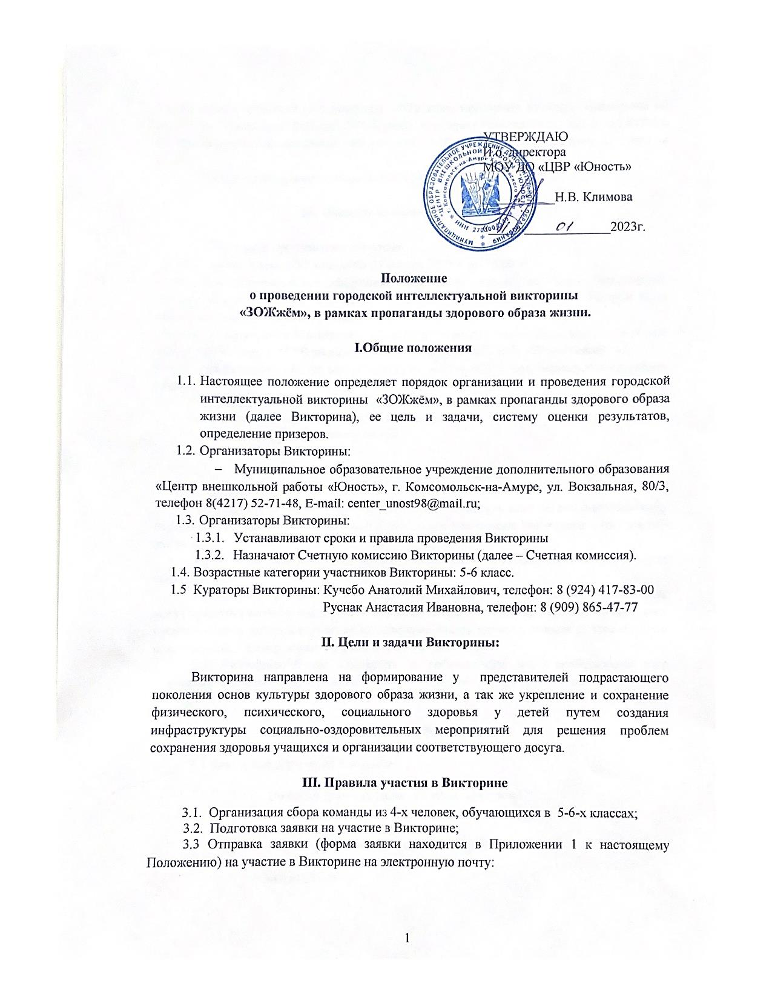 УТВЕРЖДАЮ
И.о. директора
МОУ ДО «ЦВР «Юность»
Н.В. Климова
01 2023г.
МУНИЦИПАЛЬНОЕ ОБРАЗОВАТЕЛЬНОЕ УЧРЕЖДЕНИЕ ДОПОЛНИТЕЛЬНОГО ОБРАЗОВАНИЯ
"ЦЕНТР ВНЕШКОЛЬНОЙ РАБОТЫ "ЮНОСТЬ"
г. Комсомольск-на-Амуре Хабаровского края
ИНН
Положение
о проведении городской интеллектуальной викторины
«ЗОЖжём», в рамках пропаганды здорового образа жизни.
I.Общие положения
1.1. Настоящее положение определяет порядок организации и проведения городской
интеллектуальной викторины «ЗОЖжём», в рамках пропаганды здорового образа
жизни (далее Викторина), ее цель и задачи, систему оценки результатов,
определение призеров.
1.2. Организаторы Викторины:
– Муниципальное образовательное учреждение дополнительного образования
«Центр внешкольной работы «Юность», г. Комсомольск-на-Амуре, ул. Вокзальная, 80/3,
телефон 8(4217) 52-71-48, E-mail: center_unost98@mail.ru;
1.3. Организаторы Викторины:
1.3.1. Устанавливают сроки и правила проведения Викторины
1.3.2. Назначают Счетную комиссию Викторины (далее – Счетная комиссия).
1.4. Возрастные категории участников Викторины: 5-6 класс.
1.5 Кураторы Викторины: Кучебо Анатолий Михайлович, телефон: 8 (924) 417-83-00
Руснак Анастасия Ивановна, телефон: 8 (909) 865-47-77
II. Цели и задачи Викторины:
Викторина направлена на формирование у представителей подрастающего
поколения основ культуры здорового образа жизни, а так же укрепление и сохранение
физического, психического, социального здоровья у детей путем создания
инфраструктуры социально-оздоровительных мероприятий для решения проблем
сохранения здоровья учащихся и организации соответствующего досуга.
III. Правила участия в Викторине
3.1. Организация сбора команды из 4-х человек, обучающихся в 5-6-х классах;
3.2. Подготовка заявки на участие в Викторине;
3.3 Отправка заявки (форма заявки находится в Приложении 1 к настоящему
Положению) на участие в Викторине на электронную почту:
1